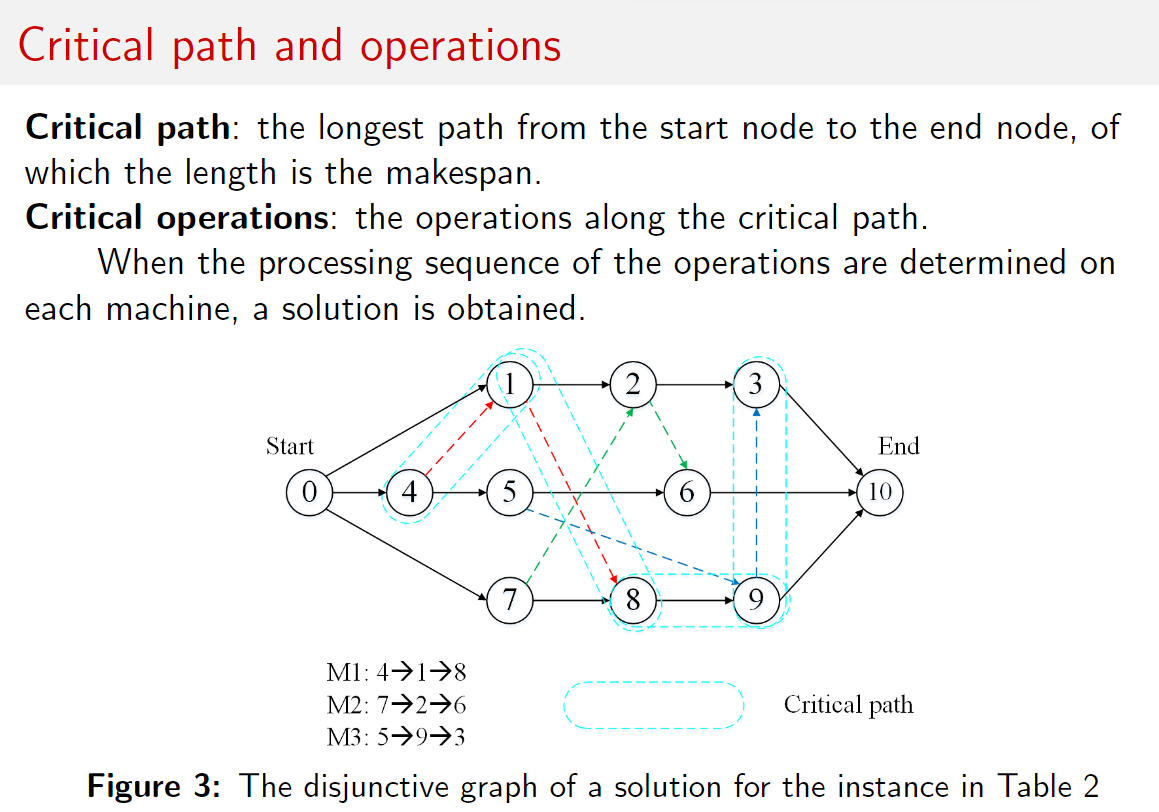 Critical path and operations
Critical path: the longest path from the start node to the end node, of
which the length is the makespan.
Critical operations: the operations along the critical path.
When the processing sequence of the operations are determined on
each machine, a solution is obtained.
1
2
3
Start
End
0
4
5
6
10
7
8
9
M1: 4→1→8
M2: 7→2→6
M3: 5→9→3
Critical path
Figure 3: The disjunctive graph of a solution for the instance in Table 2